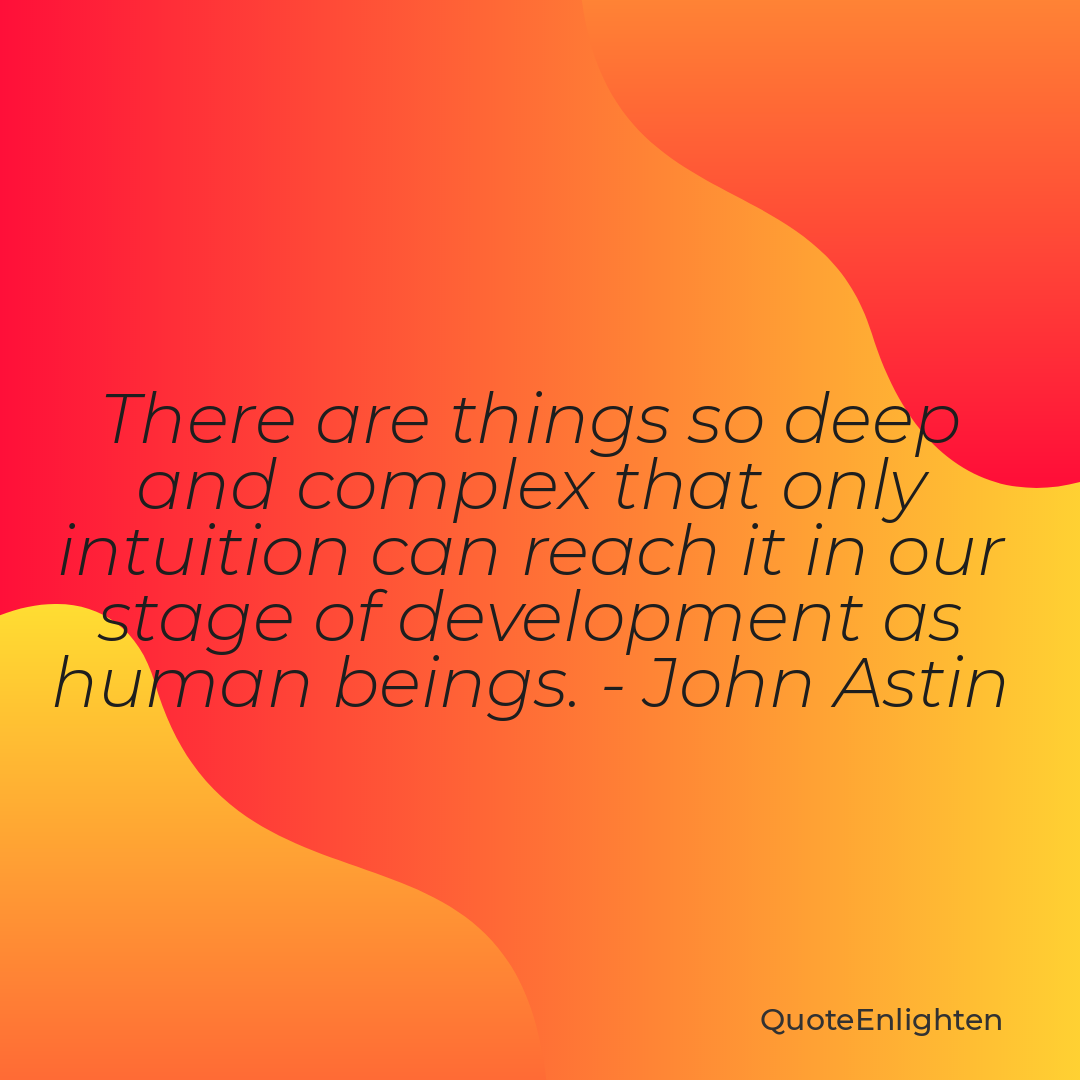 There are things so deep
and complex that only
intuition can reach it in our
stage of development as
human beings. - John Astin
QuoteEnlighten